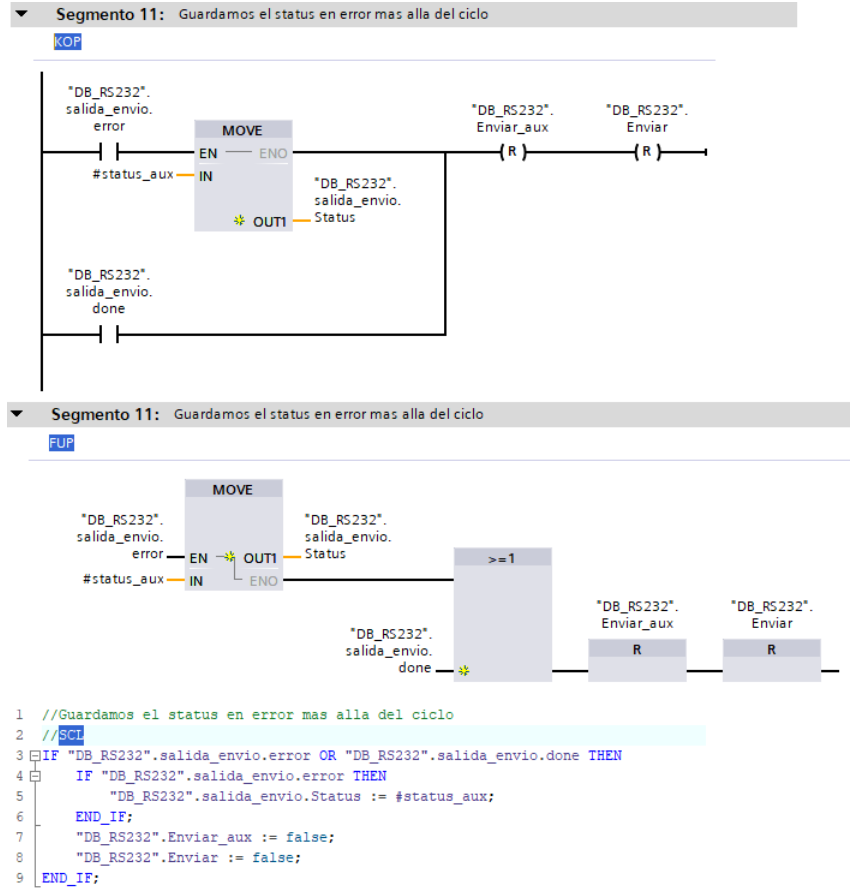 Segmento 11: Guardamos el status en error mas alla del ciclo
KOP
"DB_RS232".
salida_envio.
error
MOVE
EN ENO
#status_aux IN
OUT1
"DB_RS232".
salida_envio.
Status
"DB_RS232".
Enviar_aux
R
"DB_RS232".
Enviar
R
"DB_RS232".
salida_envio.
done
Segmento 11: Guardamos el status en error mas alla del ciclo
FUP
MOVE
"DB_RS232".
salida_envio.
error
EN OUT1
#status_aux IN ENO
"DB_RS232".
salida_envio.
Status
>=1
"DB_RS232".
salida_envio.
done
"DB_RS232".
Enviar_aux
R
"DB_RS232".
Enviar
R
1 //Guardamos el status en error mas alla del ciclo
2 //SCL
3 IF "DB_RS232".salida_envio.error OR "DB_RS232".salida_envio.done THEN
4 IF "DB_RS232".salida_envio.error THEN
5 "DB_RS232".salida_envio.Status := #status_aux;
6 END_IF;
7 "DB_RS232".Enviar_aux := false;
8 "DB_RS232".Enviar := false;
9 END_IF;